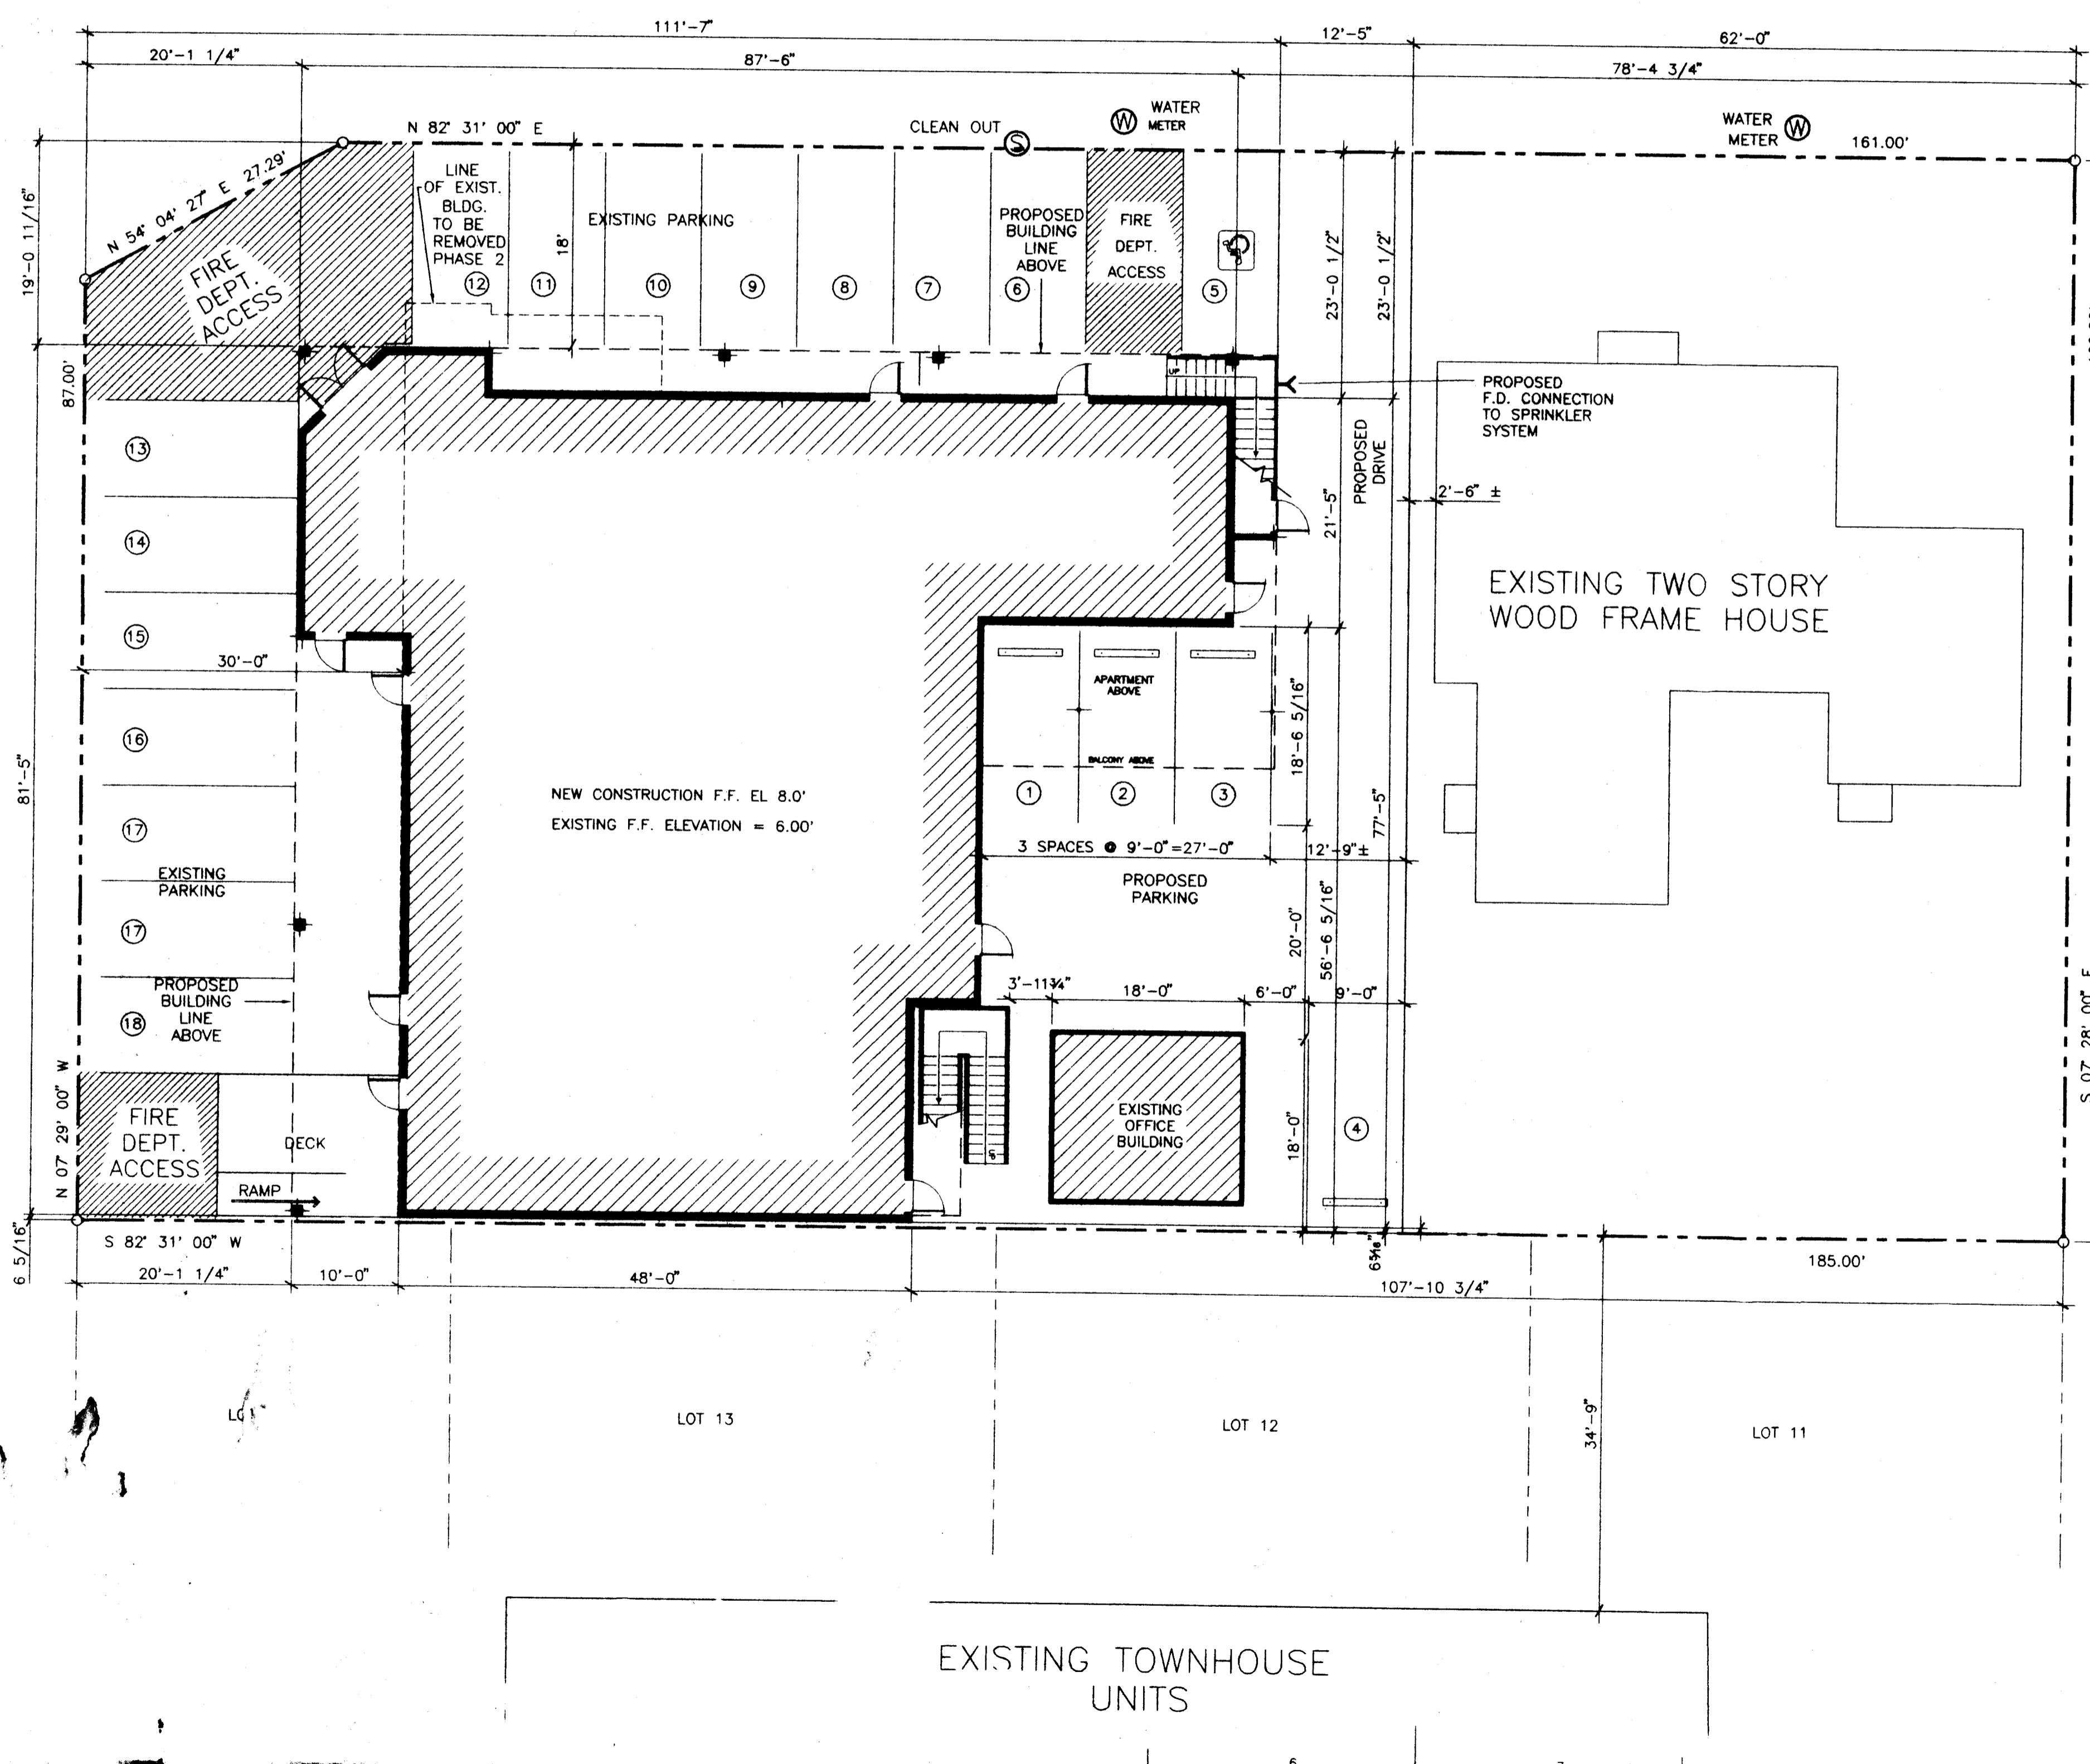 111'-7"
12'-5"
62'-0"
20'-1 1/4"
87'-6"
78'-4 3/4"
N 82° 31' 00" E
CLEAN OUT
S
W
WATER
METER
WATER
METER
W
161.00'
N 54° 04' 27" E 27.29'
19'-0 11/16"
LINE
OF EXIST.
BLDG.
TO BE
REMOVED
PHASE 2
18'
EXISTING PARKING
PROPOSED
BUILDING
LINE
ABOVE
FIRE
DEPT.
ACCESS
23'-0 1/2"
23'-0 1/2"
FIRE
DEPT.
ACCESS
12
11
10
9
8
7
6
5
87.00'
UP
PROPOSED
F.D. CONNECTION
TO SPRINKLER
SYSTEM
PROPOSED
DRIVE
13
14
15
2'-6" ±
21'-5"
EXISTING TWO STORY
WOOD FRAME HOUSE
30'-0"
APARTMENT
ABOVE
18'-6 5/16"
BALCONY ABOVE
16
81'-5"
NEW CONSTRUCTION F.F. EL 8.0'
EXISTING F.F. ELEVATION = 6.00'
1
2
3
77'-5"
17
3 SPACES @ 9'-0"=27'-0"
12'-9"±
EXISTING
PARKING
PROPOSED
PARKING
17
20'-0"
56'-6 5/16"
PROPOSED
BUILDING
LINE
ABOVE
3'-11¾"
18'-0"
6'-0"
9'-0"
18
S 07° 28' 00" E
N 07° 29' 00" W
FIRE
DEPT.
ACCESS
DECK
RAMP
UP
EXISTING
OFFICE
BUILDING
18'-0"
4
6 5/16"
S 82° 31' 00" W
6 5/16"
185.00'
20'-1 1/4"
10'-0"
48'-0"
107'-10 3/4"
LOT 13
LOT 12
34'-9"
LOT 11
EXISTING TOWNHOUSE
UNITS